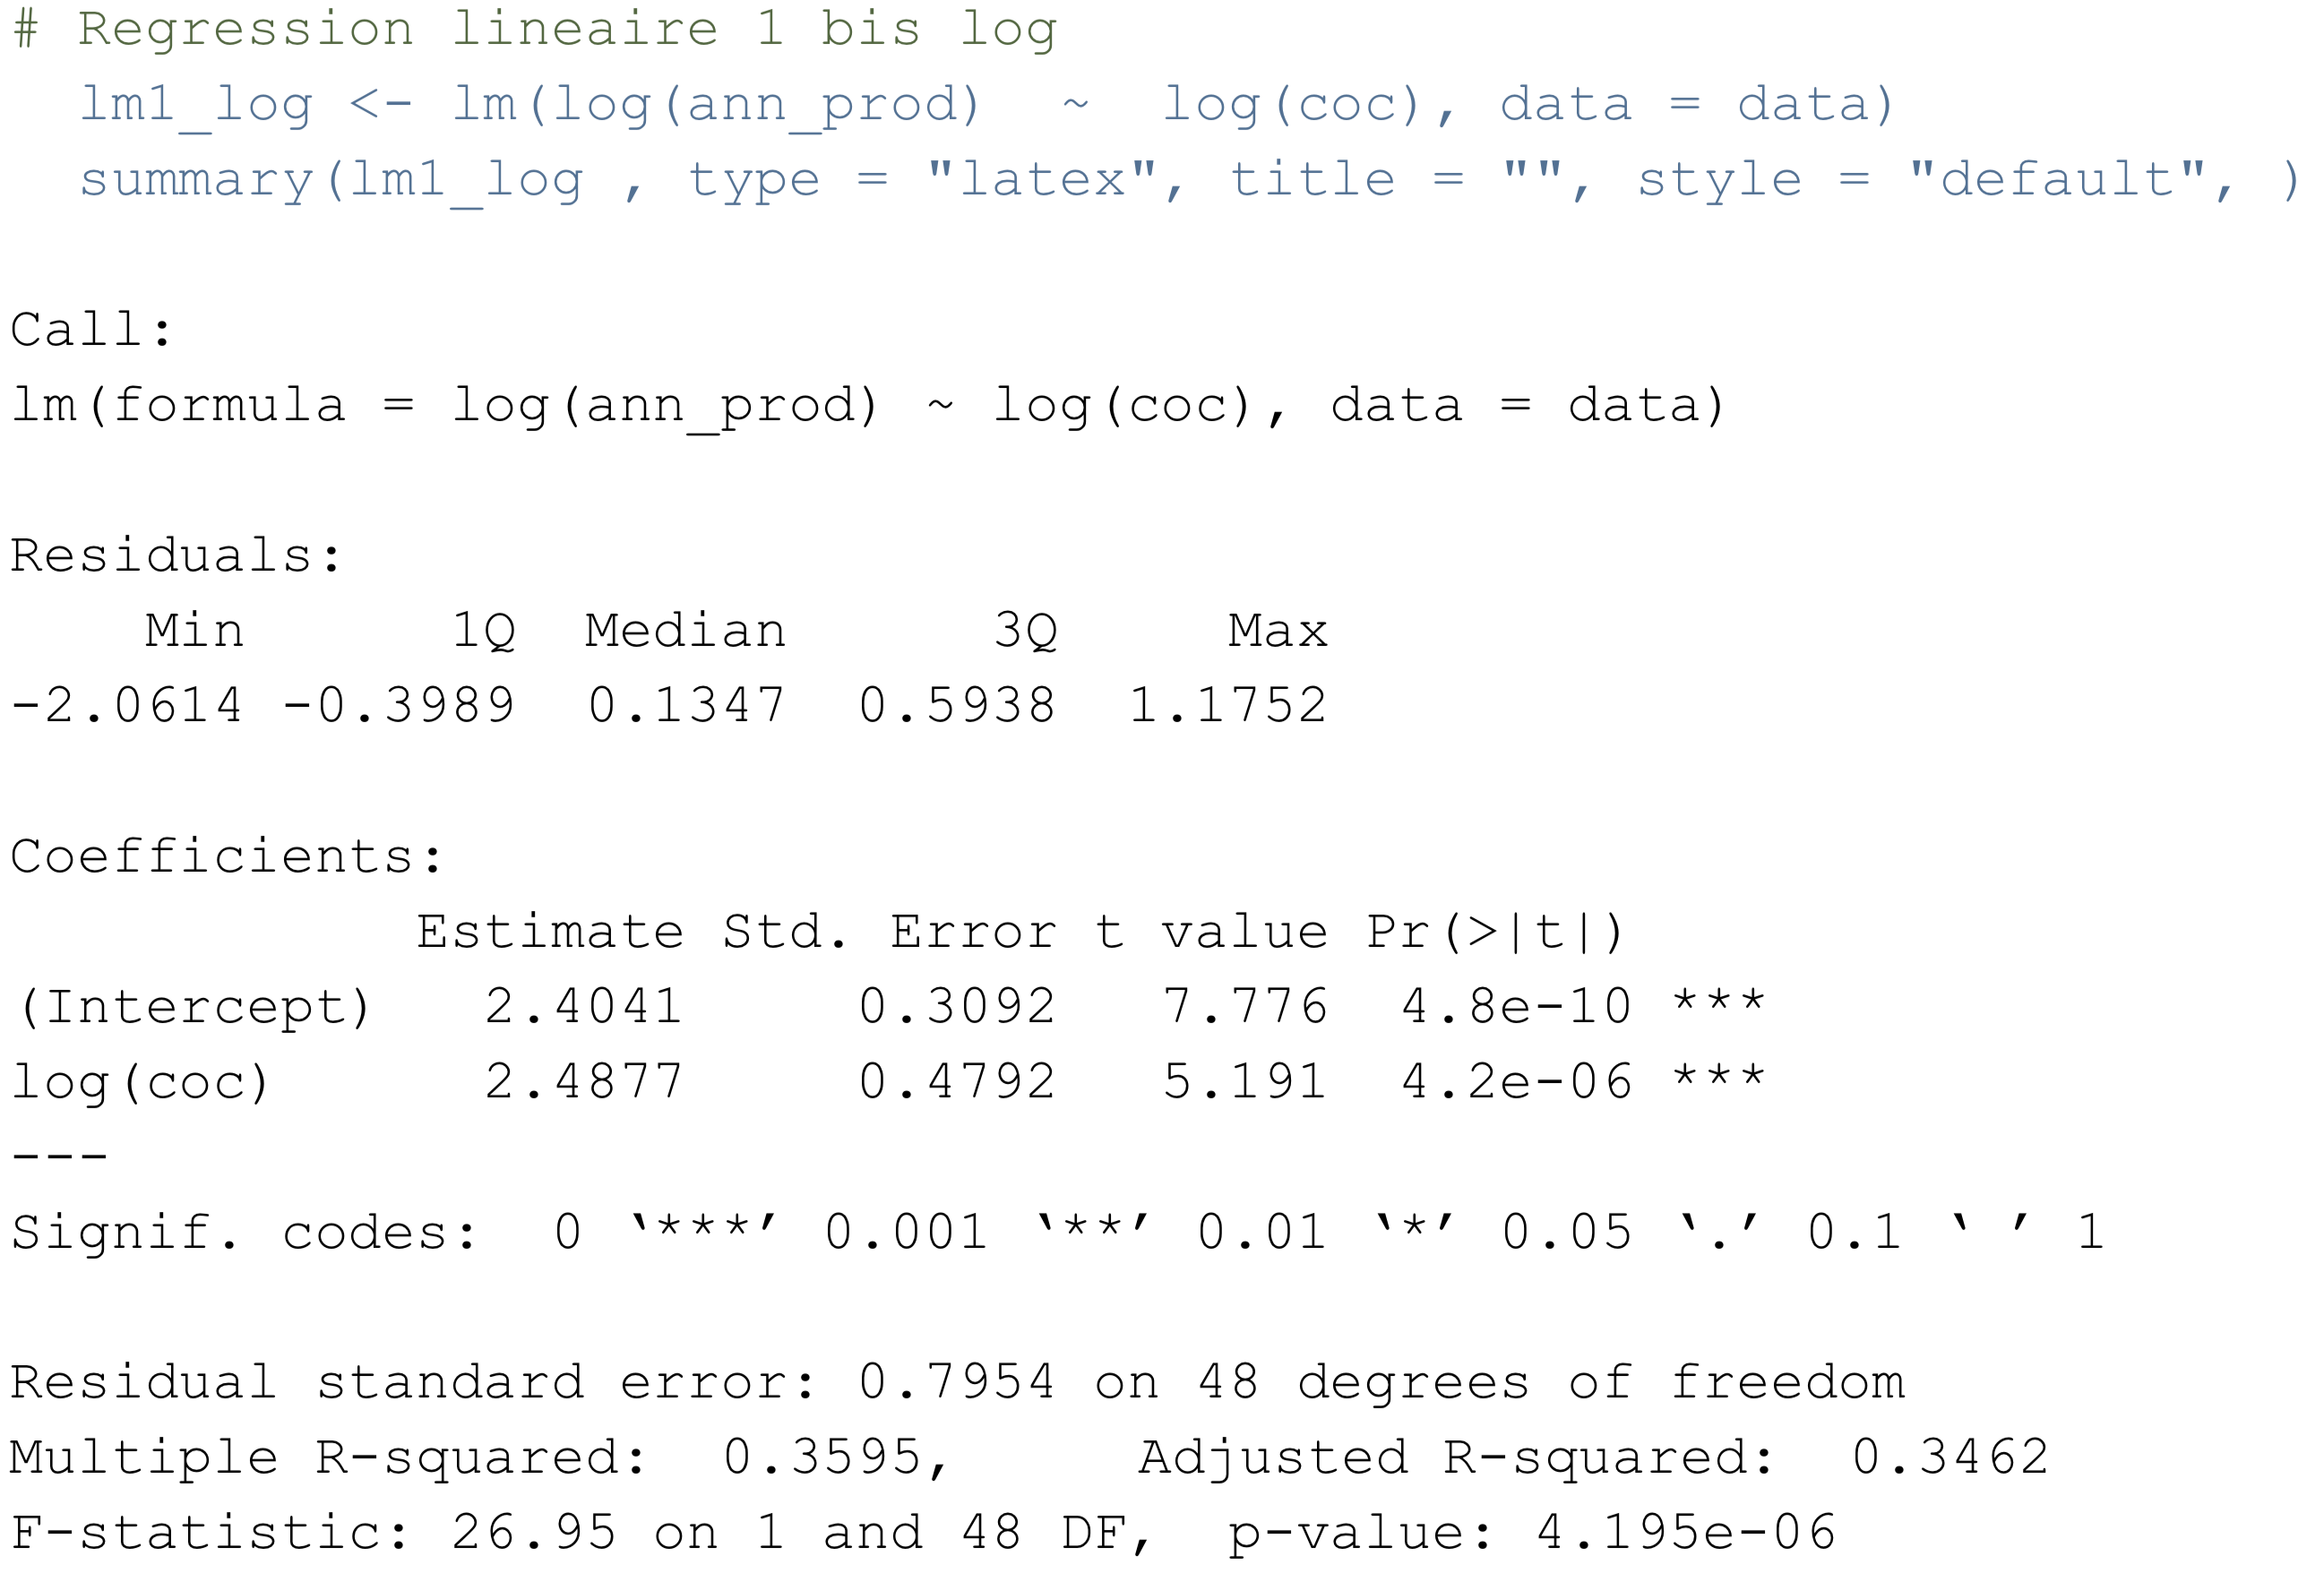 # Regression lineaire 1 bis log
lm1_log <- lm(log(ann_prod)  ~  log(coc), data = data)
summary(lm1_log , type = "latex", title = "", style = "default", )
Call:
lm(formula = log(ann_prod) ~ log(coc), data = data)
Residuals:
Min      1Q  Median      3Q     Max
-2.0614 -0.3989  0.1347  0.5938  1.1752
Coefficients:
Estimate Std. Error t value Pr(>|t|)
(Intercept)   2.4041     0.3092   7.776  4.8e-10 ***
log(coc)      2.4877     0.4792   5.191  4.2e-06 ***
---
Signif. codes:  0 ‘***’ 0.001 ‘**’ 0.01 ‘*’ 0.05 ‘.’ 0.1 ‘ ’ 1
Residual standard error: 0.7954 on 48 degrees of freedom
Multiple R-squared:  0.3595,     Adjusted R-squared:  0.3462
F-statistic: 26.95 on 1 and 48 DF,  p-value: 4.195e-06